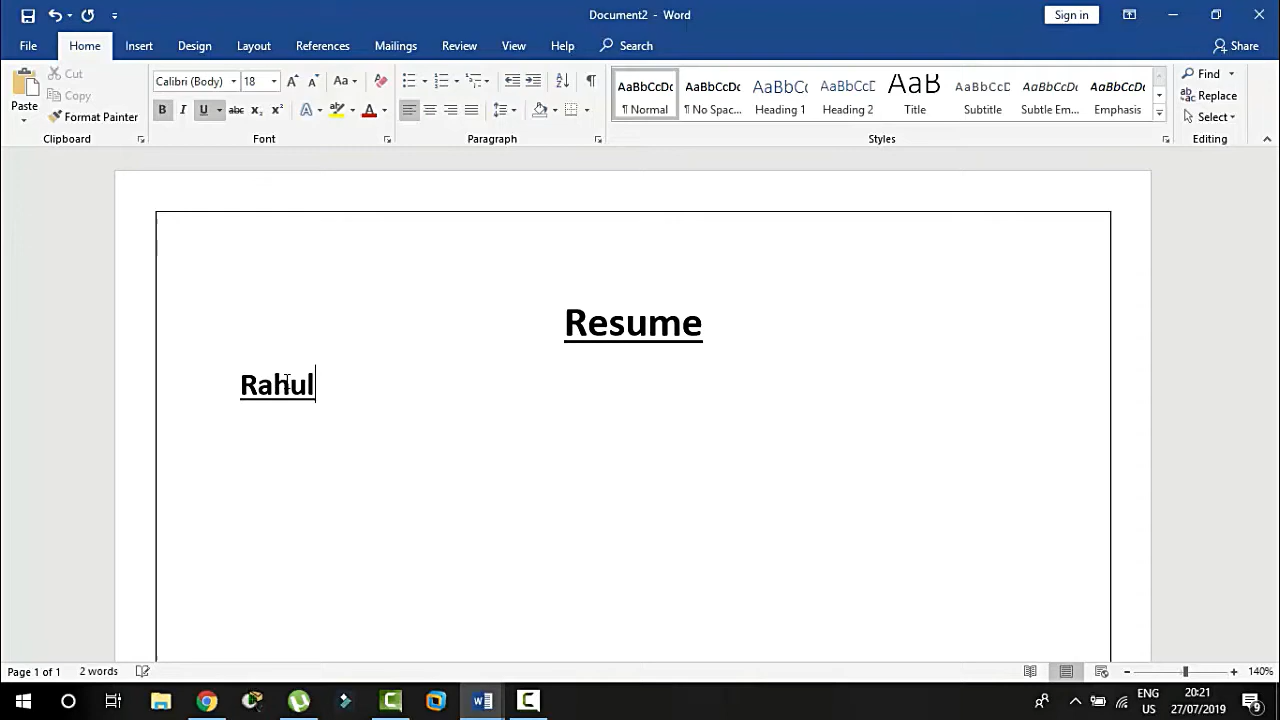 Document2 - Word
Sign in
File Home Insert Design Layout References Mailings Review View Help Search Share
Paste
Cut
Copy
Format Painter
Clipboard
Calibri (Body) 18
Font
Paragraph
AaBbCcDc AaBbCcDc AaBbCc AaBbCcD AaB AaBbCcD AaBbCcDc AaBbCcDc
¶ Normal ¶ No Spac... Heading 1 Heading 2 Title Subtitle Subtle Em... Emphasis
Styles
Find
Replace
Select
Editing
Resume
Rahul
Page 1 of 1 2 words 140%
ENG
US
20:21
27/07/2019
9